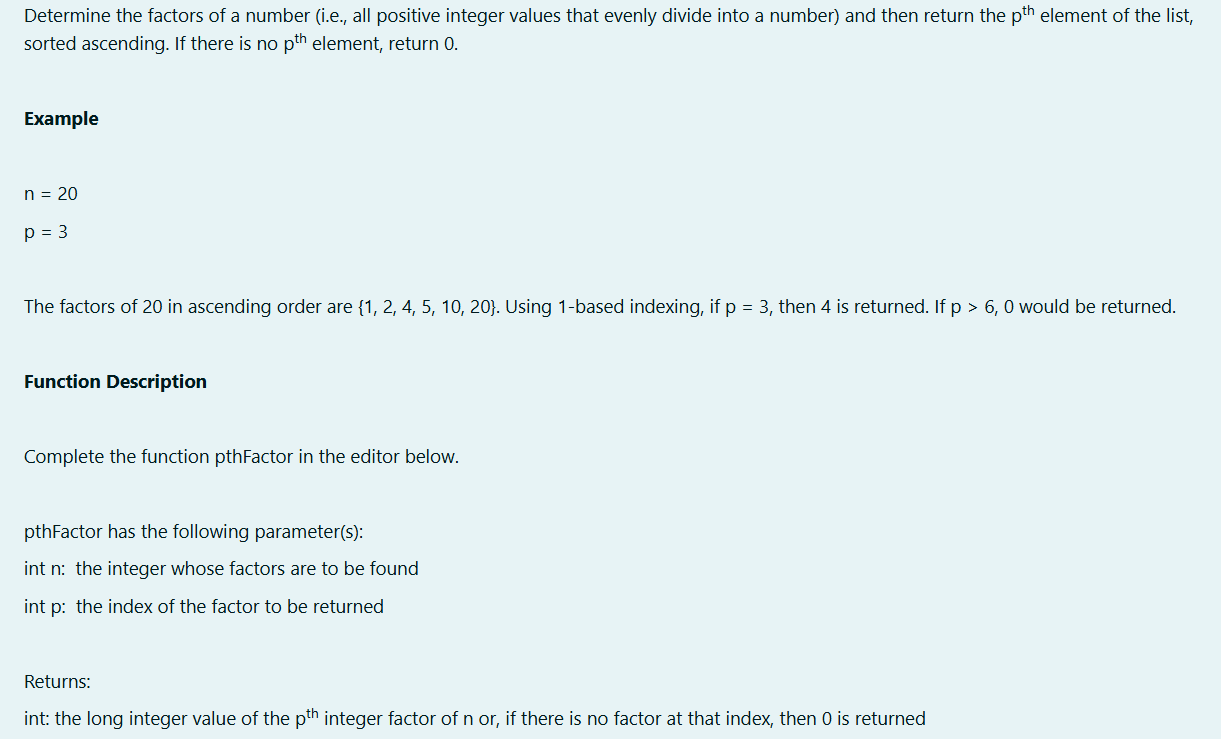 Determine the factors of a number (i.e., all positive integer values that evenly divide into a number) and then return the pth element of the list,
sorted ascending. If there is no pth element, return 0.
Example
n = 20
p = 3
The factors of 20 in ascending order are {1, 2, 4, 5, 10, 20}. Using 1-based indexing, if p = 3, then 4 is returned. If p > 6, 0 would be returned.
Function Description
Complete the function pthFactor in the editor below.
pthFactor has the following parameter(s):
int n:  the integer whose factors are to be found
int p:  the index of the factor to be returned
Returns:
int: the long integer value of the pth integer factor of n or, if there is no factor at that index, then 0 is returned